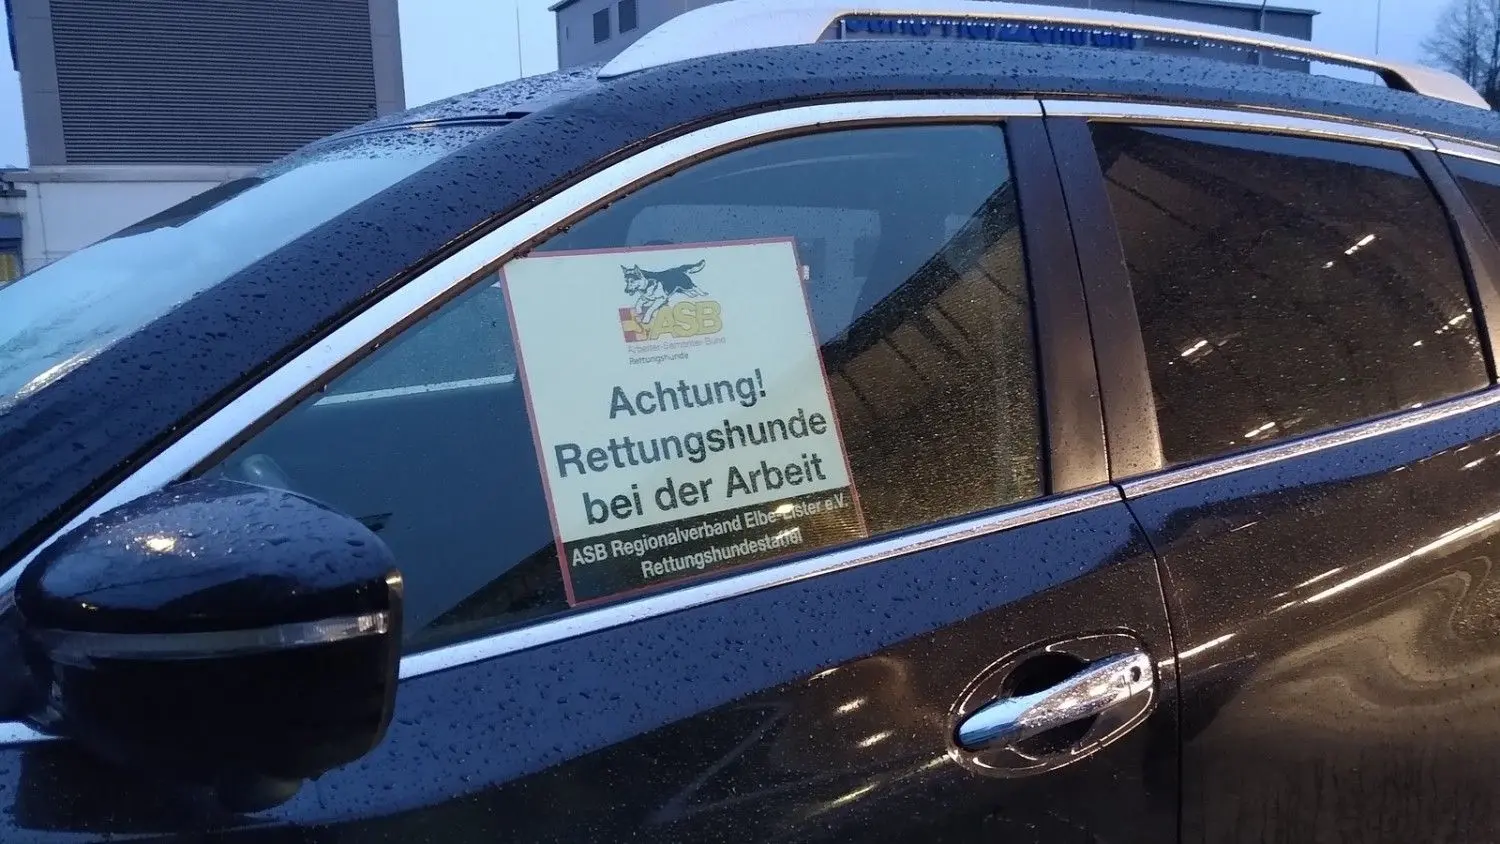 ASB
Arbeiter-Samariter-Bund
Rettungshunde
Achtung!
Rettungshunde
bei der Arbeit
ASB Regionalverband Elbe-Elster e.V.
Rettungshundestaffel